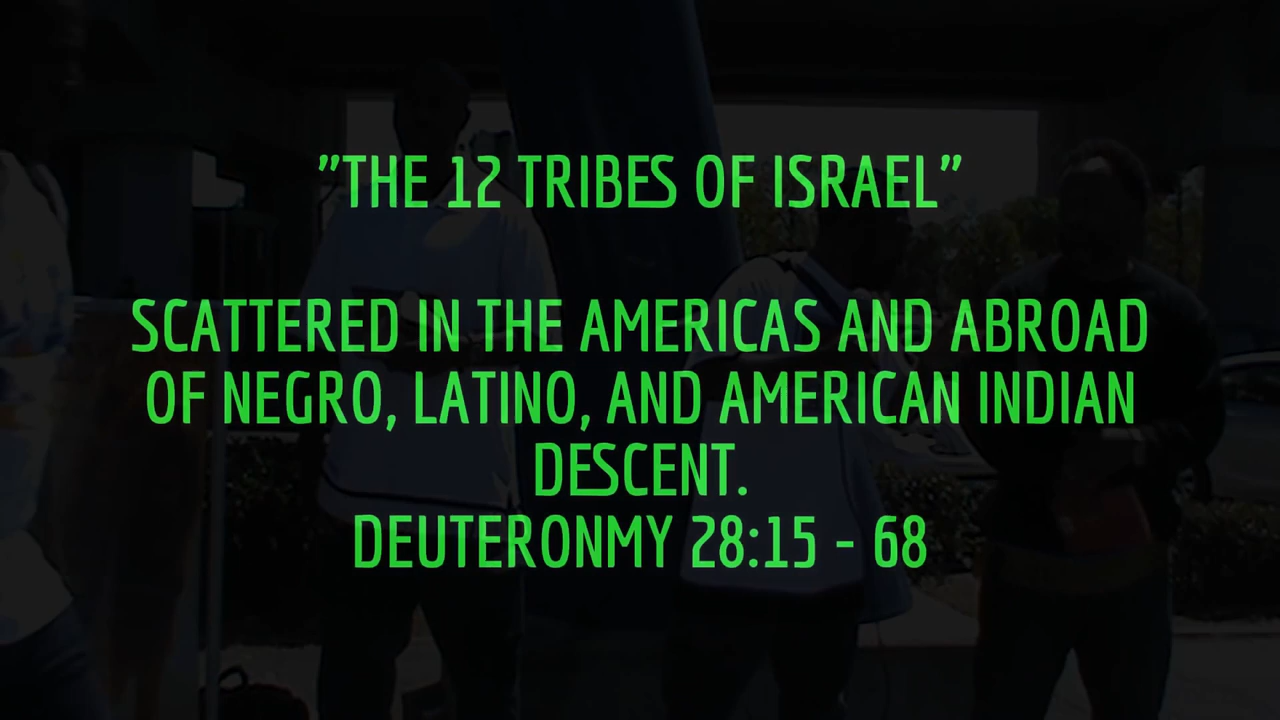 ”THE 12 TRIBES OF ISRAEL”
SCATTERED IN THE AMERICAS AND ABROAD
OF NEGRO, LATINO, AND AMERICAN INDIAN
DESCENT.
DEUTERONMY 28:15 - 68